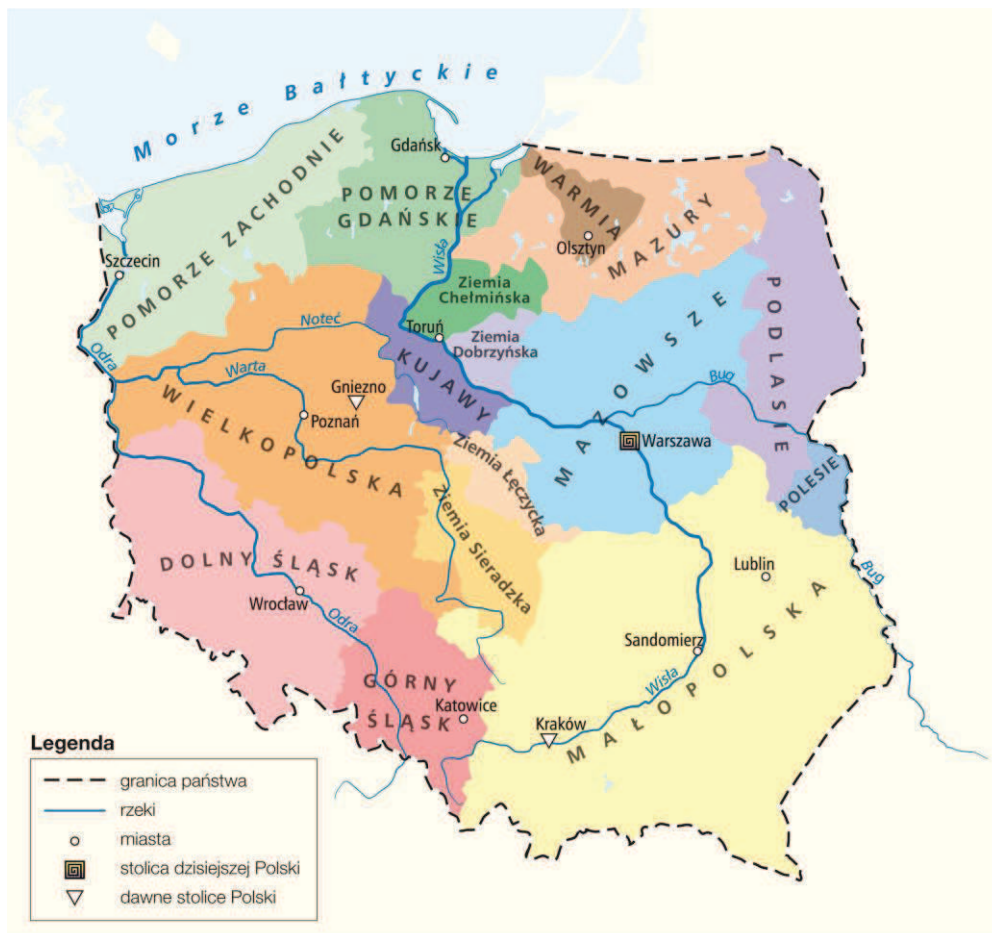 Morze Bałtyckie
Gdańsk
POMORZE ZACHODNIE
POMORZE
GDAŃSKIE
WARMIA
Olsztyn
MAZURY
Wisła
Szczecin
Ziemia
Chełmińska
PODLASIE
Odra
Noteć
Toruń
Ziemia
Dobrzyńska
KUJAWY
MAZOWSZE
Bug
Warta
Gniezno
Poznań
WIELKOPOLSKA
Warszawa
Ziemia Łęczycka
POLESIE
Ziemia Sieradzka
DOLNY ŚLĄSK
Wrocław
Odra
Lublin
Bug
Sandomierz
Wisła
MAŁOPOLSKA
GÓRNY
ŚLĄSK
Katowice
Kraków
Legenda
granica państwa
rzeki
miasta
stolica dzisiejszej Polski
dawne stolice Polski